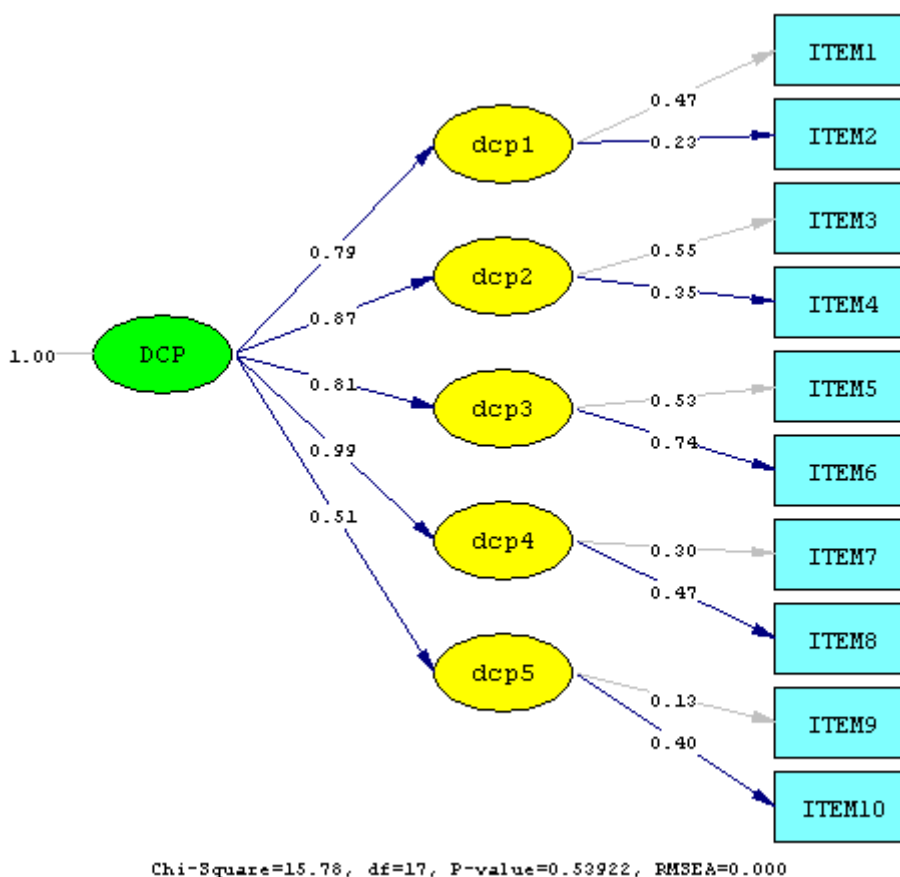 ITEM1
0.47
ITEM2
dcp1
0.23
ITEM3
0.79
0.55
dcp2
ITEM4
0.35
0.87
1.00
DCP
ITEM5
0.81
0.53
dcp3
0.74
ITEM6
0.99
0.51
dcp4
0.30
ITEM7
0.47
ITEM8
dcp5
0.13
ITEM9
0.40
ITEM10
Chi-Square=15.78, df=17, P-value=0.53922, RMSEA=0.000